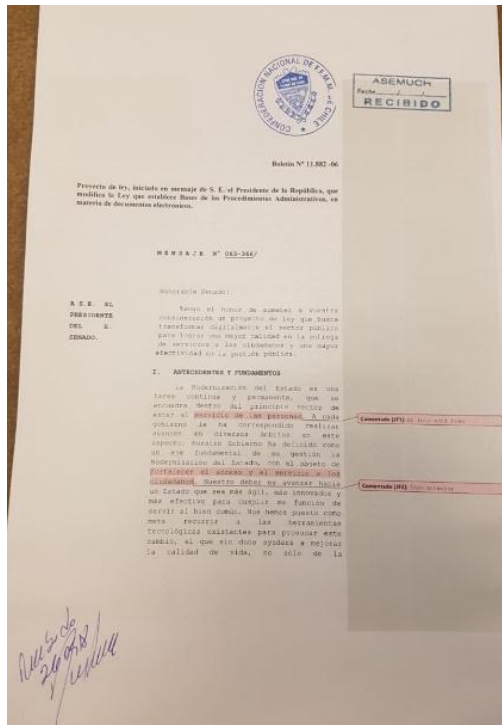 CONFEDERACION NACIONAL DE FF.MM. DE CHILE
ASEMUCH
Fecha / /
RECIBIDO
Boletín N° 11.882-06
Proyecto de ley, iniciado en mensaje de S. E. el Presidente de la República, que
modifica la Ley que establece Bases de los Procedimientos Administrativos, en
materia de documentos electrónicos.
MENSAJE N° 063-366/
Honorable Senado:
A S.E. EL
PRESIDENTE
DEL H.
SENADO.
Tengo el honor de someter a vuestra
consideración un proyecto de ley que busca
transformar digitalmente el sector público
para lograr una mejor calidad en la entrega
de servicios a los ciudadanos y una mayor
efectividad en la gestión pública.
I. ANTECEDENTES Y FUNDAMENTOS
La Modernización del Estado es una
tarea continua y permanente, que se
encuadra dentro del principio rector de
estar al servicio de las personas. A cada
gobierno le ha correspondido realizar
avances en diversos ámbitos en este
aspecto. Nuestro Gobierno ha definido como
un eje fundamental de su gestión la
Modernización del Estado, con el objeto de
fortalecer el acceso y el servicio a los
ciudadanos. Nuestro deber es avanzar hacia
un Estado que sea más ágil, más innovador y
más efectivo para cumplir su función de
servir al bien común. Nos hemos puesto como
meta recurrir a las herramientas
tecnológicas existentes para provocar este
cambio, el que sin duda ayudará a mejorar
la calidad de vida, no sólo de la
Comentado [JF1]:
Comentado [JF2]: